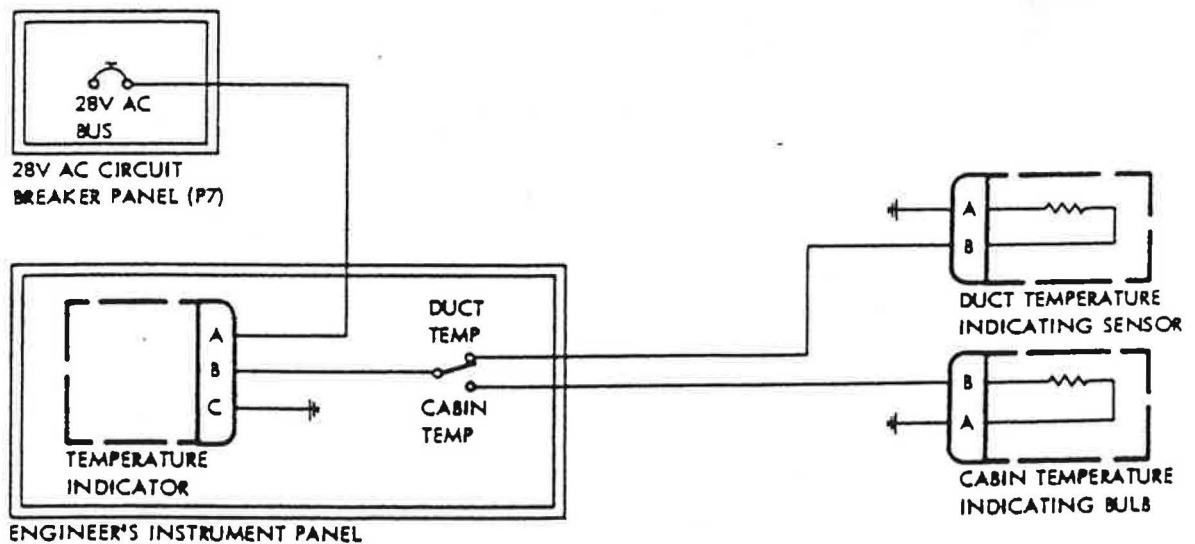 28V AC
BUS
28V AC CIRCUIT
BREAKER PANEL (P7)
A
B
DUCT TEMPERATURE
INDICATING SENSOR
DUCT
TEMP
A
B
C
CABIN
TEMP
TEMPERATURE
INDICATOR
B
A
CABIN TEMPERATURE
INDICATING BULB
ENGINEER'S INSTRUMENT PANEL